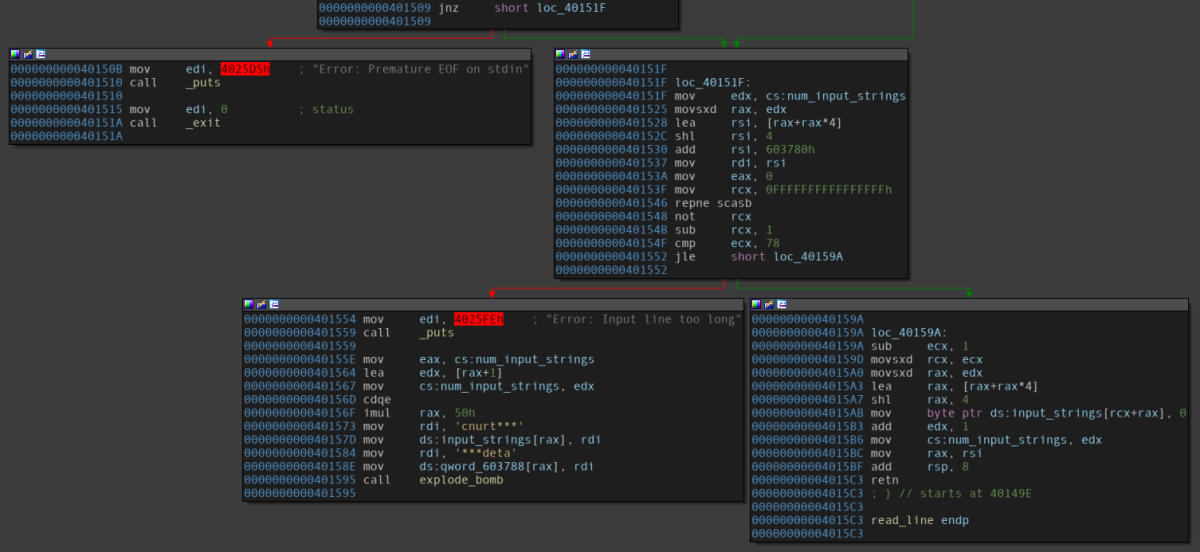 0000000000401509 jnz     short loc_40151F
0000000000401509
000000000040150B mov     edi, 4025D5h    ; "Error: Premature EOF on stdin"
0000000000401510 call    _puts
0000000000401510
0000000000401515 mov     edi, 0          ; status
000000000040151A call    _exit
000000000040151A
000000000040151F
000000000040151F loc_40151F:
000000000040151F mov     edx, cs:num_input_strings
0000000000401525 movsxd  rax, edx
0000000000401528 lea     rsi, [rax+rax*4]
000000000040152C shl     rsi, 4
0000000000401530 add     rsi, 603780h
0000000000401537 mov     rdi, rsi
000000000040153A mov     eax, 0
000000000040153F mov     rcx, 0FFFFFFFFFFFFFFFFh
0000000000401546 repne scasb
0000000000401548 not     rcx
000000000040154B sub     rcx, 1
000000000040154F cmp     ecx, 78
0000000000401552 jle     short loc_40159A
0000000000401552
0000000000401554 mov     edi, 4025FEh    ; "Error: Input line too long"
0000000000401559 call    _puts
0000000000401559
000000000040155E mov     eax, cs:num_input_strings
0000000000401564 lea     edx, [rax+1]
0000000000401567 mov     cs:num_input_strings, edx
000000000040156D cdqe
000000000040156F imul    rax, 50h
0000000000401573 mov     rdi, 'cnurt***'
000000000040157D mov     ds:input_strings[rax], rdi
0000000000401584 mov     rdi, '***deta'
000000000040158E mov     ds:qword_603788[rax], rdi
0000000000401595 call    explode_bomb
0000000000401595
000000000040159A
000000000040159A loc_40159A:
000000000040159A sub     ecx, 1
000000000040159D movsxd  rcx, ecx
00000000004015A0 movsxd  rax, edx
00000000004015A3 lea     rax, [rax+rax*4]
00000000004015A7 shl     rax, 4
00000000004015AB mov     byte ptr ds:input_strings[rcx+rax], 0
00000000004015B3 add     edx, 1
00000000004015B6 mov     cs:num_input_strings, edx
00000000004015BC mov     rax, rsi
00000000004015BF add     rsp, 8
00000000004015C3 retn
00000000004015C3 ; } // starts at 40149E
00000000004015C3
00000000004015C3 read_line endp
00000000004015C3